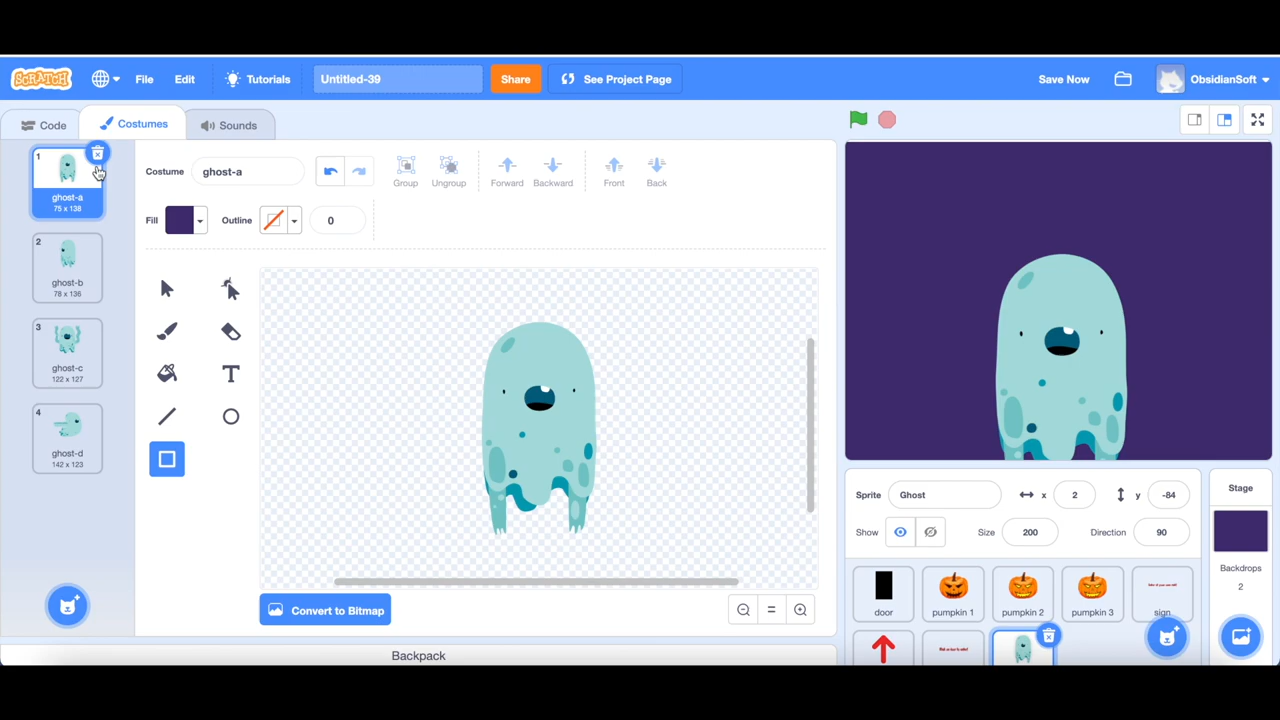 SCRATCH File Edit Tutorials Untitled-39 Share See Project Page Save Now ObsidianSoft
Code Costumes Sounds
1
ghost-a
75 x 138
2
ghost-b
78 x 136
3
ghost-c
122 x 127
4
ghost-d
142 x 123
Costume ghost-a Group Ungroup Forward Backward Front Back
Fill Outline 0
T
Convert to Bitmap
Backpack
Sprite Ghost x 2 y -84
Show Size 200 Direction 90
door pumpkin 1 pumpkin 2 pumpkin 3 sign
Stage
Backdrops
2